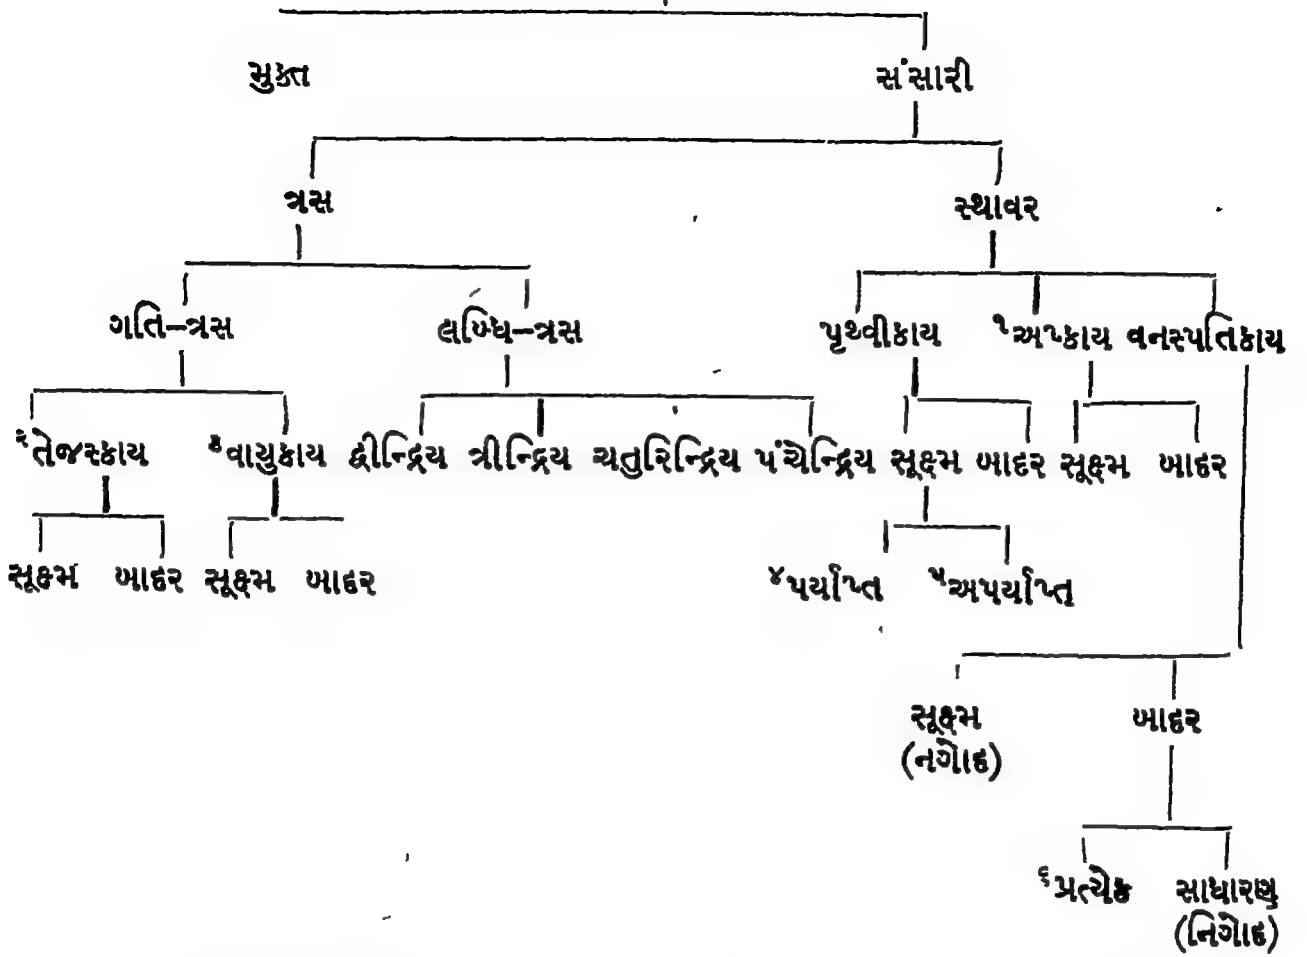 મુક્ત સંસારી
ત્રસ સ્થાવર
ગતિ-ત્રસ લબ્ધિ-ત્રસ પૃથ્વીકાય ૧અપ્કાય વનસ્પતિકાય
૨તેજસ્કાય ૩વાયુકાય દ્વીન્દ્રિય ત્રીન્દ્રિય ચતુરિન્દ્રિય પંચેન્દ્રિય સૂક્ષ્મ બાદર સૂક્ષ્મ બાદર
સૂક્ષ્મ બાદર સૂક્ષ્મ બાદર ૪પર્યાપ્ત ૫અપર્યાપ્ત
સૂક્ષ્મ બાદર
(નગોદ)
૬પ્રત્યેક સાધારણ
(નિગોદ)